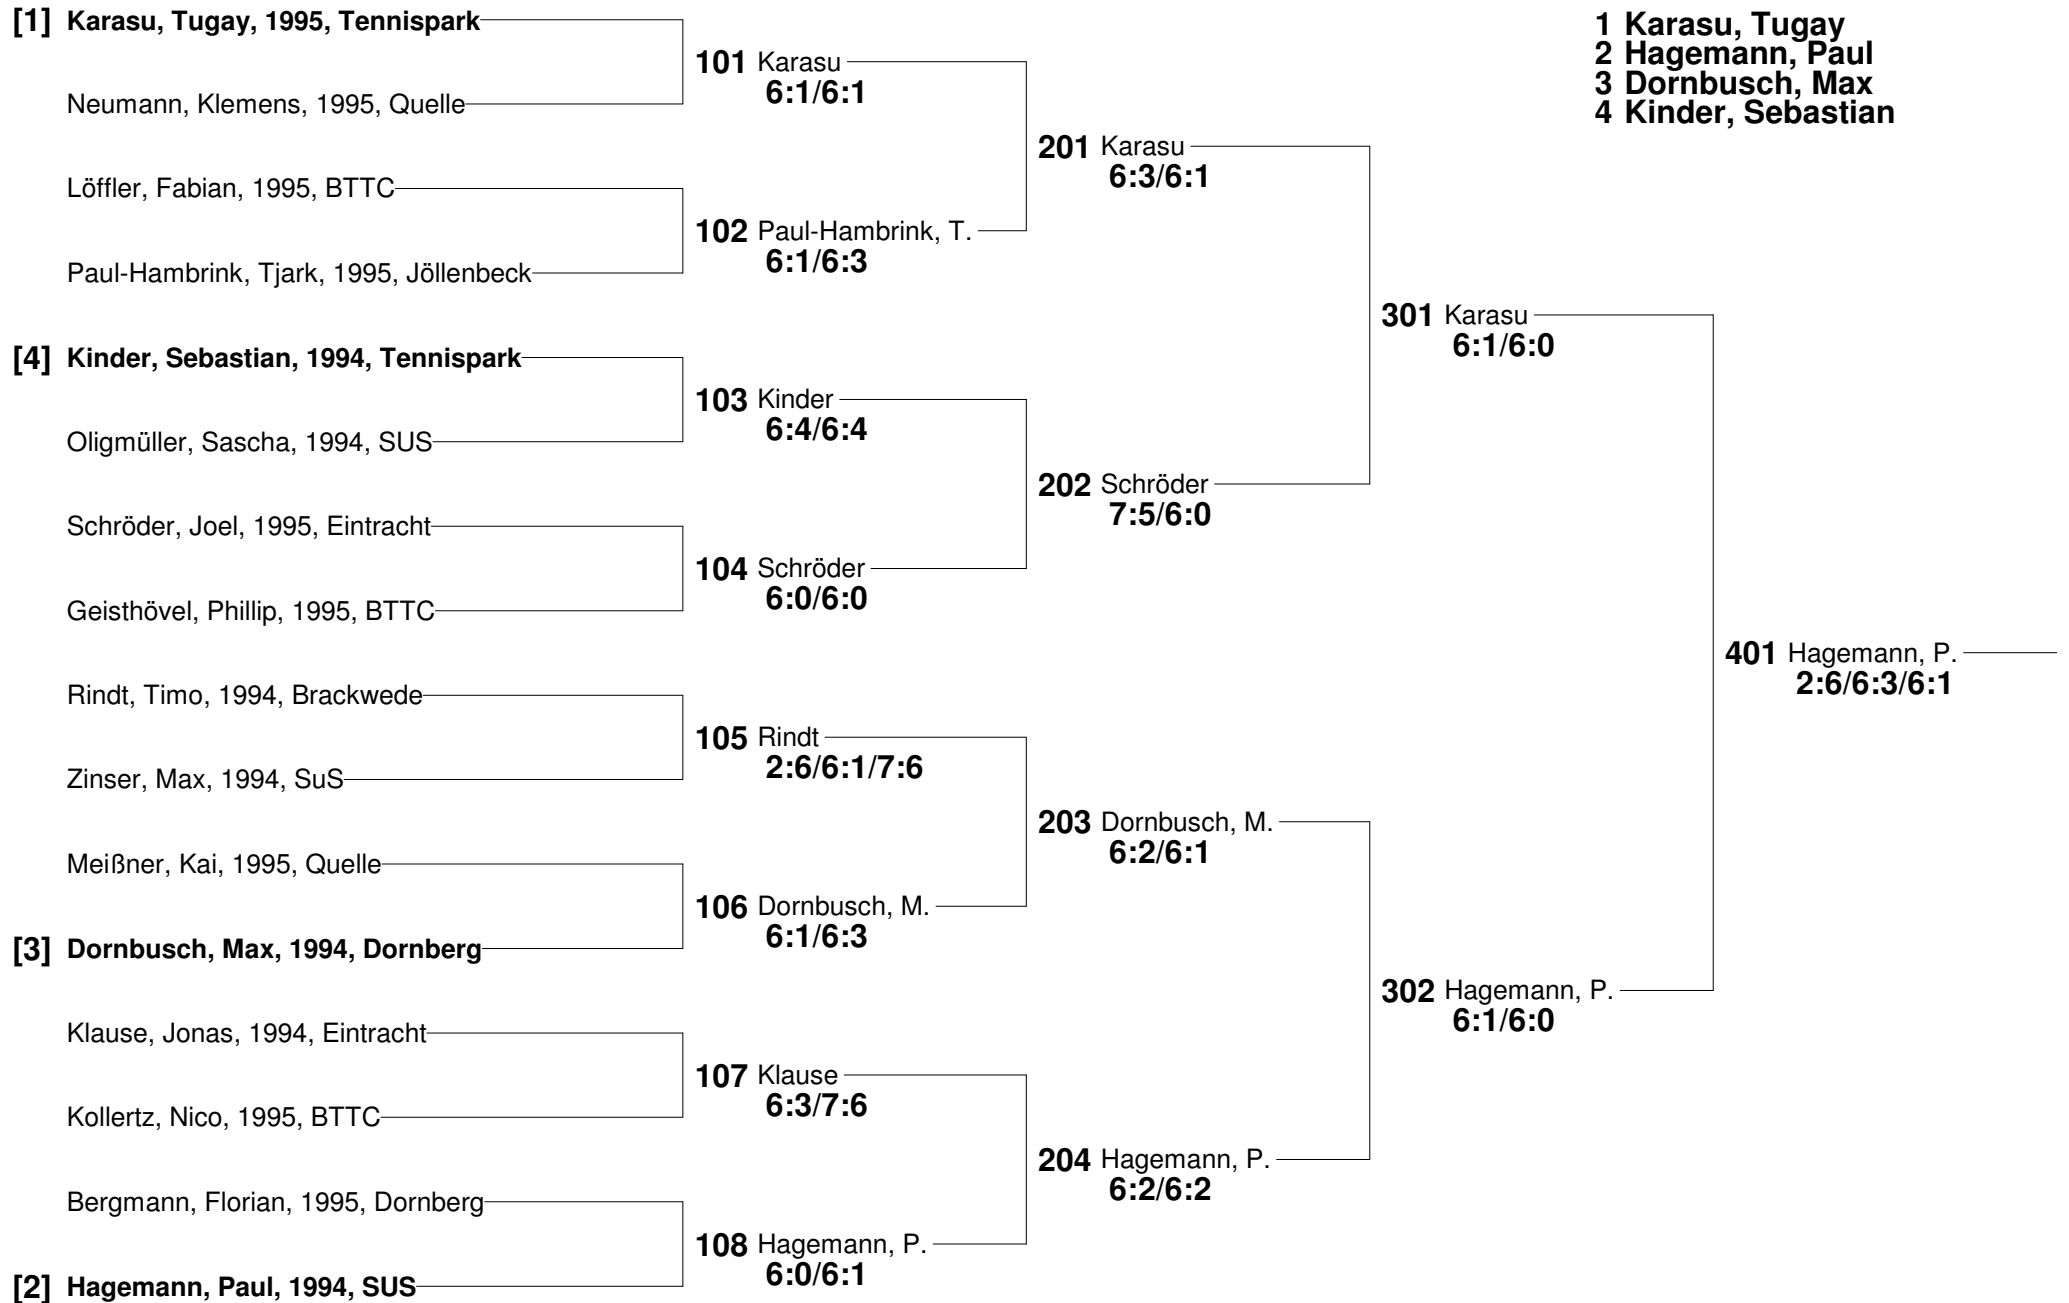 [1] Karasu, Tugay, 1995, Tennispark
Neumann, Klemens, 1995, Quelle
Löffler, Fabian, 1995, BTTC
Paul-Hambrink, Tjark, 1995, Jöllenbeck
[4] Kinder, Sebastian, 1994, Tennispark
Oligmüller, Sascha, 1994, SUS
Schröder, Joel, 1995, Eintracht
Geisthövel, Phillip, 1995, BTTC
Rindt, Timo, 1994, Brackwede
Zinser, Max, 1994, SuS
Meißner, Kai, 1995, Quelle
[3] Dornbusch, Max, 1994, Dornberg
Klause, Jonas, 1994, Eintracht
Kollertz, Nico, 1995, BTTC
Bergmann, Florian, 1995, Dornberg
[2] Hagemann, Paul, 1994, SUS
101 Karasu
6:1/6:1
102 Paul-Hambrink, T.
6:1/6:3
103 Kinder
6:4/6:4
104 Schröder
6:0/6:0
105 Rindt
2:6/6:1/7:6
106 Dornbusch, M.
6:1/6:3
107 Klause
6:3/7:6
108 Hagemann, P.
6:0/6:1
201 Karasu
6:3/6:1
202 Schröder
7:5/6:0
203 Dornbusch, M.
6:2/6:1
204 Hagemann, P.
6:2/6:2
301 Karasu
6:1/6:0
302 Hagemann, P.
6:1/6:0
401 Hagemann, P.
2:6/6:3/6:1
1 Karasu, Tugay
2 Hagemann, Paul
3 Dornbusch, Max
4 Kinder, Sebastian